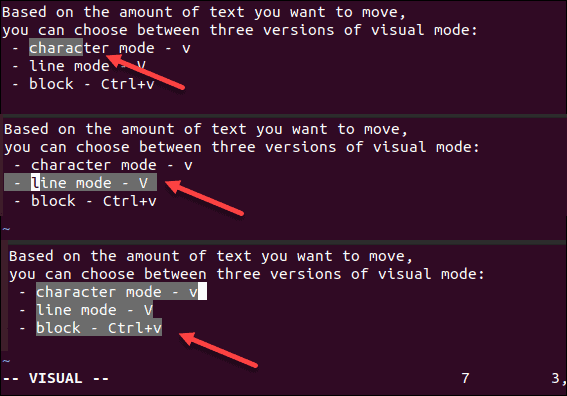 Based on the amount of text you want to move,
you can choose between three versions of visual mode:
- character mode - v
- line mode - V
- block - Ctrl+v
Based on the amount of text you want to move,
you can choose between three versions of visual mode:
- character mode - v
- line mode - V
- block - Ctrl+v
~
Based on the amount of text you want to move,
you can choose between three versions of visual mode:
- character mode - v
- line mode - V
- block - Ctrl+v
~
-- VISUAL -- 7 3,